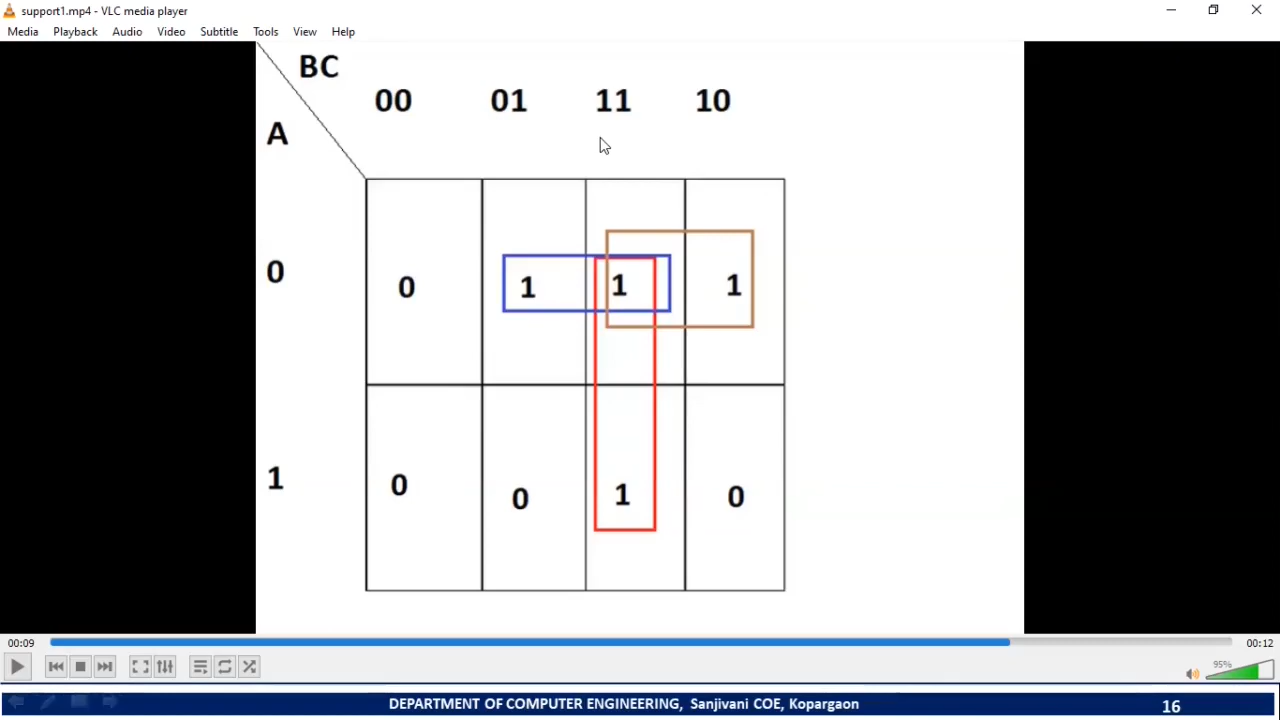 support1.mp4 - VLC media player
Media Playback Audio Video Subtitle Tools View Help
BC
00 01 11 10
A
0 0 1 1 1
1 0 0 1 0
00:09 00:12
95%
DEPARTMENT OF COMPUTER ENGINEERING, Sanjivani COE, Kopargaon 16